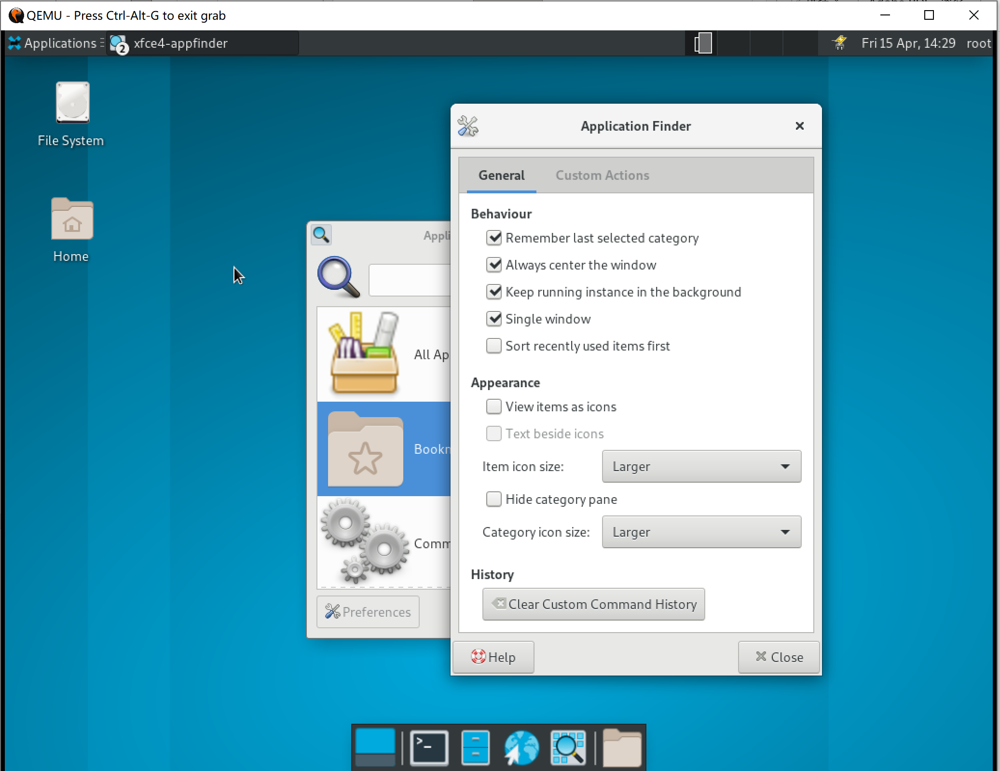 QEMU - Press Ctrl-Alt-G to exit grab
Applications
2 xfce4-appfinder
Fri 15 Apr, 14:29 root
File System
Home
Appli
All Ap
Bookm
Comm
Preferences
Application Finder
General Custom Actions
Behaviour
Remember last selected category
Always center the window
Keep running instance in the background
Single window
Sort recently used items first
Appearance
View items as icons
Text beside icons
Item icon size: Larger
Hide category pane
Category icon size: Larger
History
Clear Custom Command History
Help Close